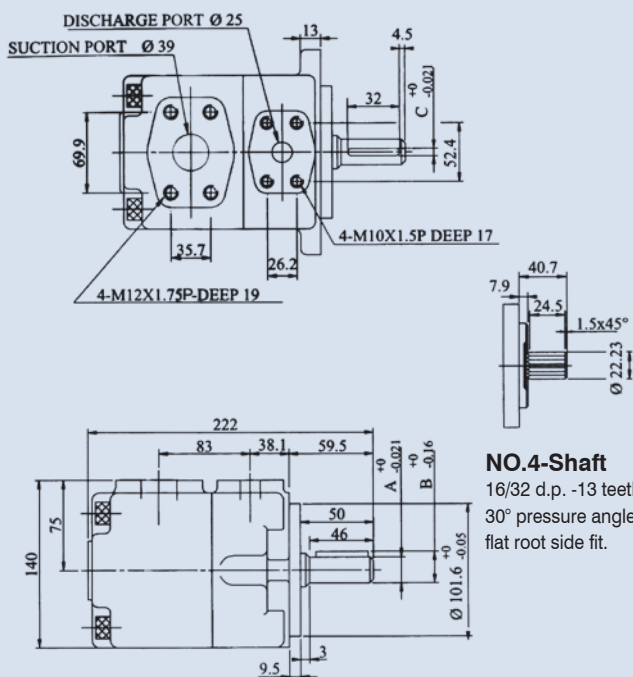 DISCHARGE PORT Ø 25
SUCTION PORT Ø 39
13
4.5
32
C +0 -0.021
69.9
52.4
35.7
26.2
4-M10X1.5P DEEP 17
4-M12X1.75P-DEEP 19
40.7
7.9
24.5
1.5x45°
Ø 22.23
NO.4-Shaft
16/32 d.p. -13 teeth
30° pressure angle
flat root side fit.
222
83
38.1
59.5
A +0 -0.021
B +0 -0.16
50
46
75
140
Ø 101.6 +0 -0.05
3
9.5